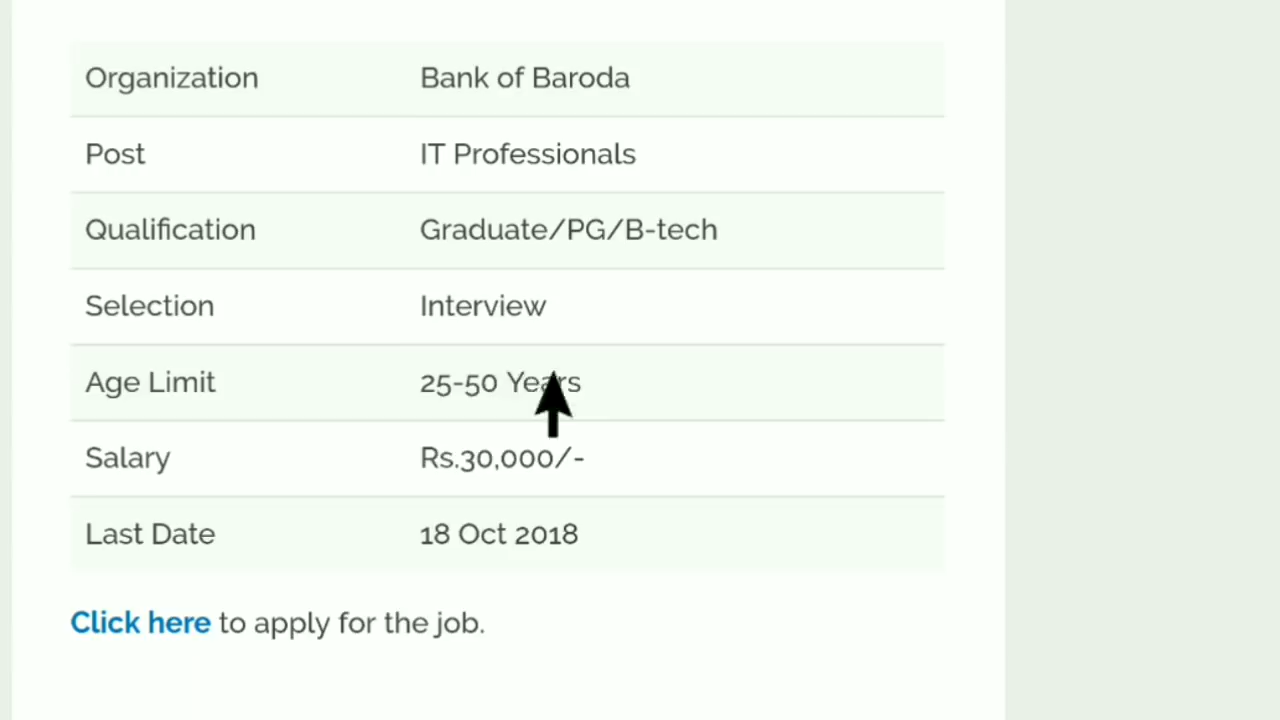 Organization Bank of Baroda
Post IT Professionals
Qualification Graduate/PG/B-tech
Selection Interview
Age Limit 25-50 Years
Salary Rs.30,000/-
Last Date 18 Oct 2018
Click here to apply for the job.